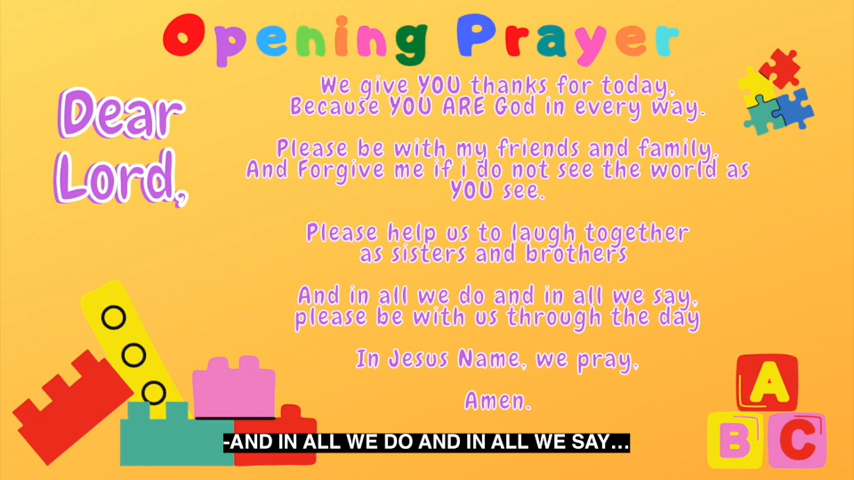 Opening Prayer
Dear
Lord,
We give YOU thanks for today,
Because YOU ARE God in every way.
Please be with my friends and family,
And Forgive me if i do not see the world as
YOU see.
Please help us to laugh together
as sisters and brothers
And in all we do and in all we say,
please be with us through the day
In Jesus Name, we pray,
Amen.
A
B C
-AND IN ALL WE DO AND IN ALL WE SAY...